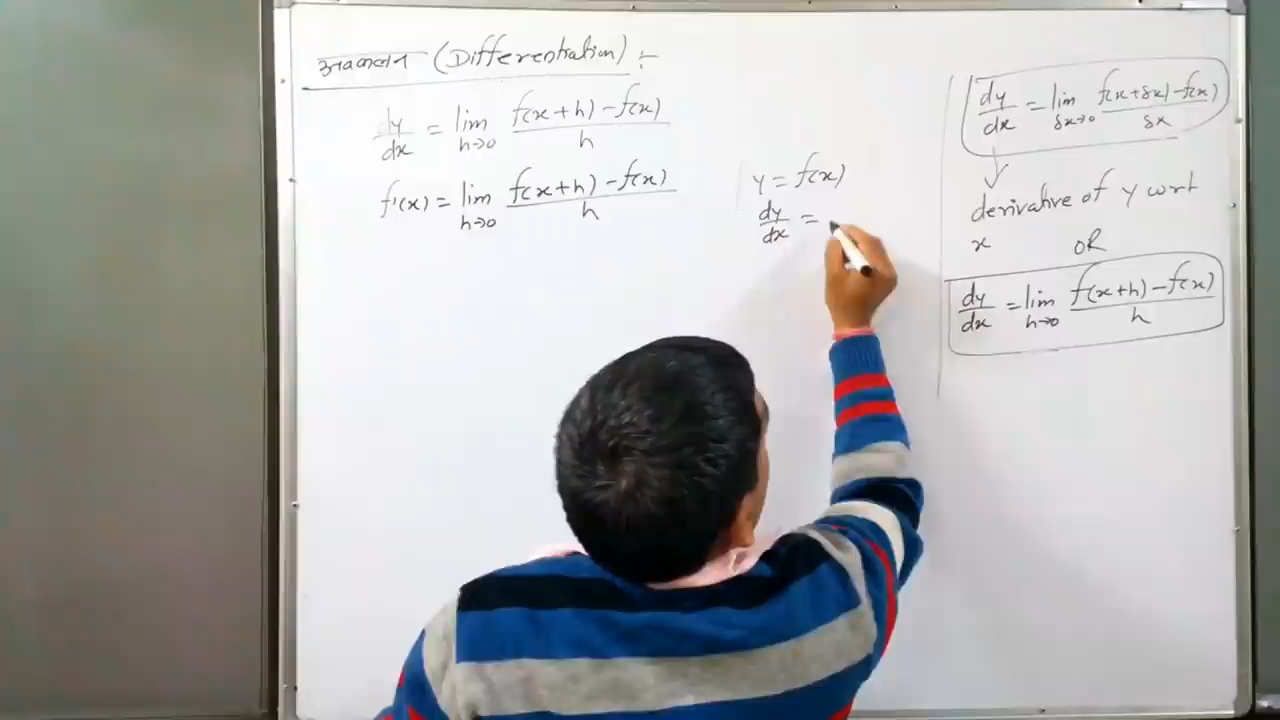 अवकलन (Differentiation) :-
dy/dx = lim h→0 f(x+h) - f(x) / h
f'(x) = lim h→0 f(x+h) - f(x) / h
y = f(x)
dy/dx =
dy/dx = lim δx→0 f(x+δx) - f(x) / δx
↓
derivative of y wrt
x OR
dy/dx = lim h→0 f(x+h) - f(x) / h